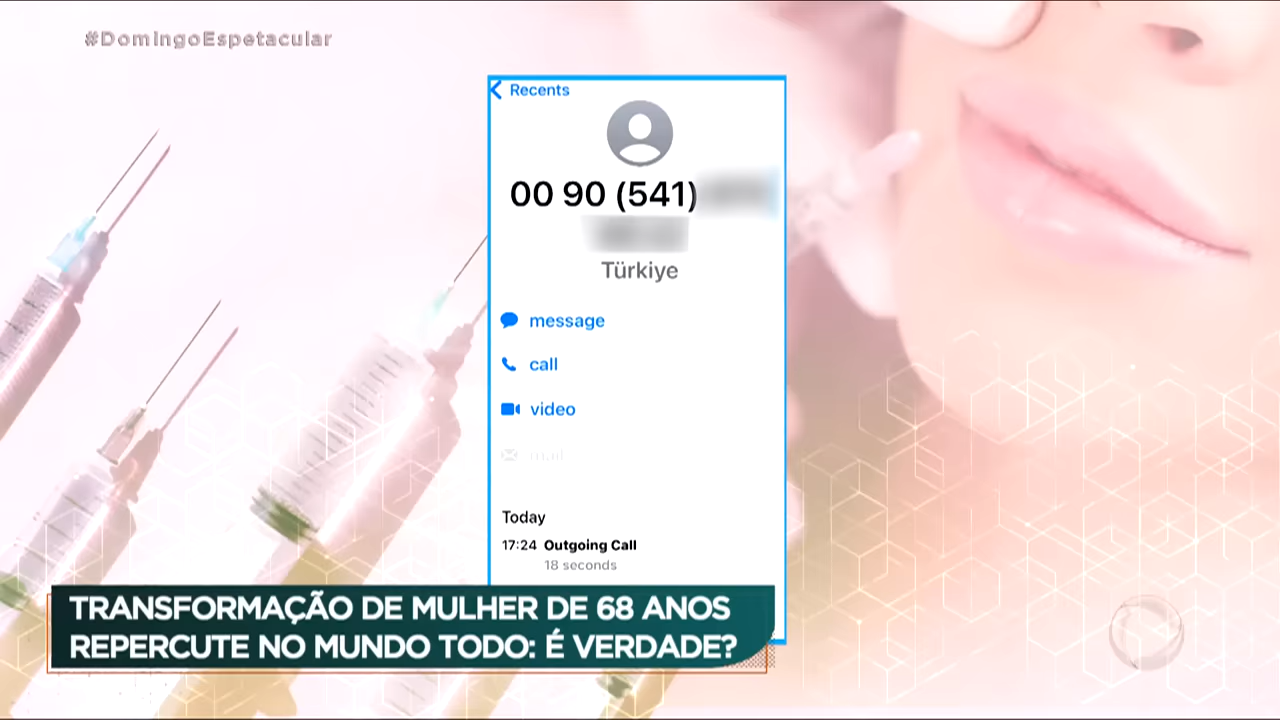 #DomingoEspetacular
Recents
00 90 (541)
Türkiye
message
call
video
mail
Today
17:24 Outgoing Call
18 seconds
TRANSFORMAÇÃO DE MULHER DE 68 ANOS
REPERCUTE NO MUNDO TODO: É VERDADE?